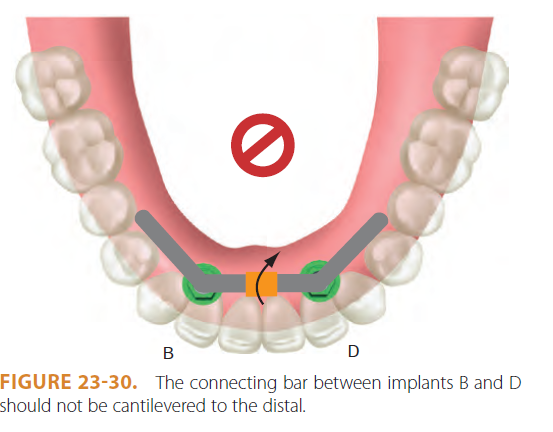 B D
FIGURE 23-30. The connecting bar between implants B and D
should not be cantilevered to the distal.